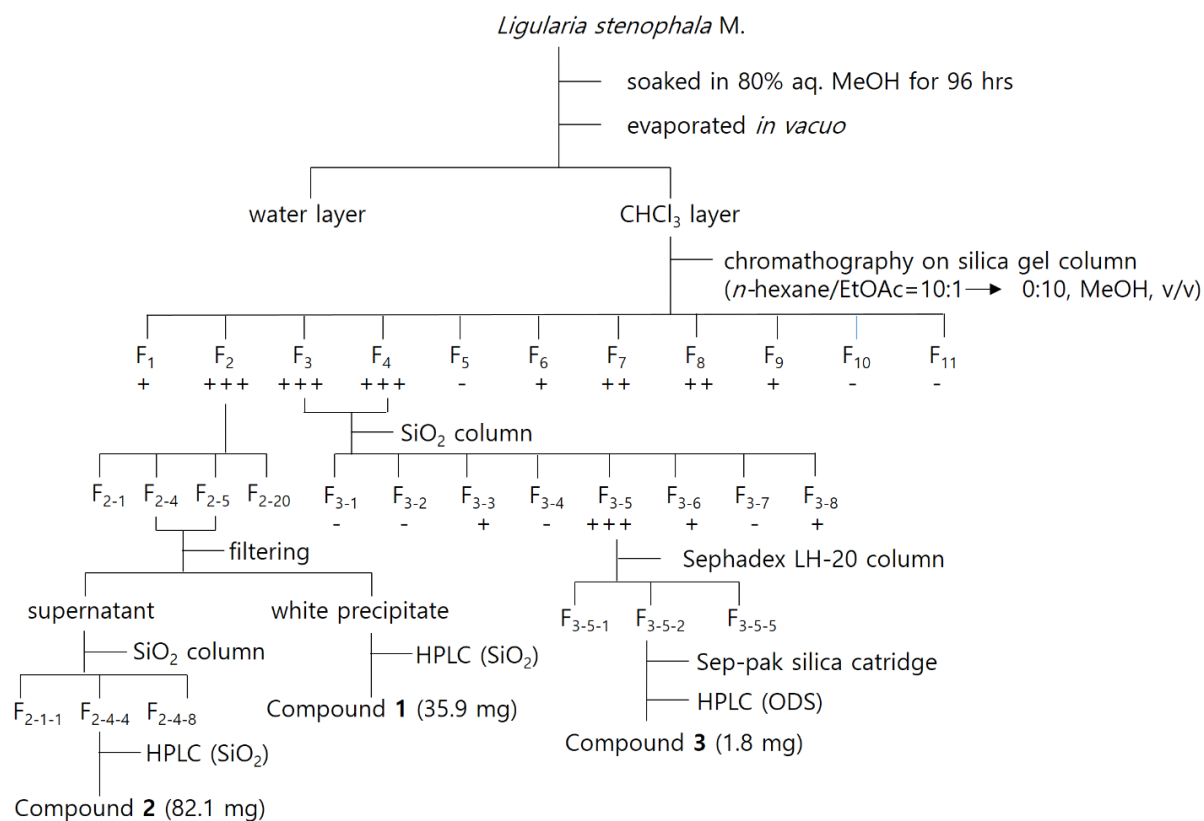 Ligularia stenophala M.
soaked in 80% aq. MeOH for 96 hrs
evaporated in vacuo
water layer CHCl₃ layer
chromathography on silica gel column
(n-hexane/EtOAc=10:1 → 0:10, MeOH, v/v)
F₁ F₂ F₃ F₄ F₅ F₆ F₇ F₈ F₉ F₁₀ F₁₁
+ +++ +++ +++ - + ++ ++ + - -
SiO₂ column
F₂₋₁ F₂₋₄ F₂₋₅ F₂₋₂₀ F₃₋₁ F₃₋₂ F₃₋₃ F₃₋₄ F₃₋₅ F₃₋₆ F₃₋₇ F₃₋₈
- - + - +++ + - +
filtering Sephadex LH-20 column
supernatant white precipitate F₃₋₅₋₁ F₃₋₅₋₂ F₃₋₅₋₅
SiO₂ column HPLC (SiO₂) Sep-pak silica catridge
F₂₋₁₋₁ F₂₋₄₋₄ F₂₋₄₋₈ Compound 1 (35.9 mg) HPLC (ODS)
HPLC (SiO₂) Compound 3 (1.8 mg)
Compound 2 (82.1 mg)